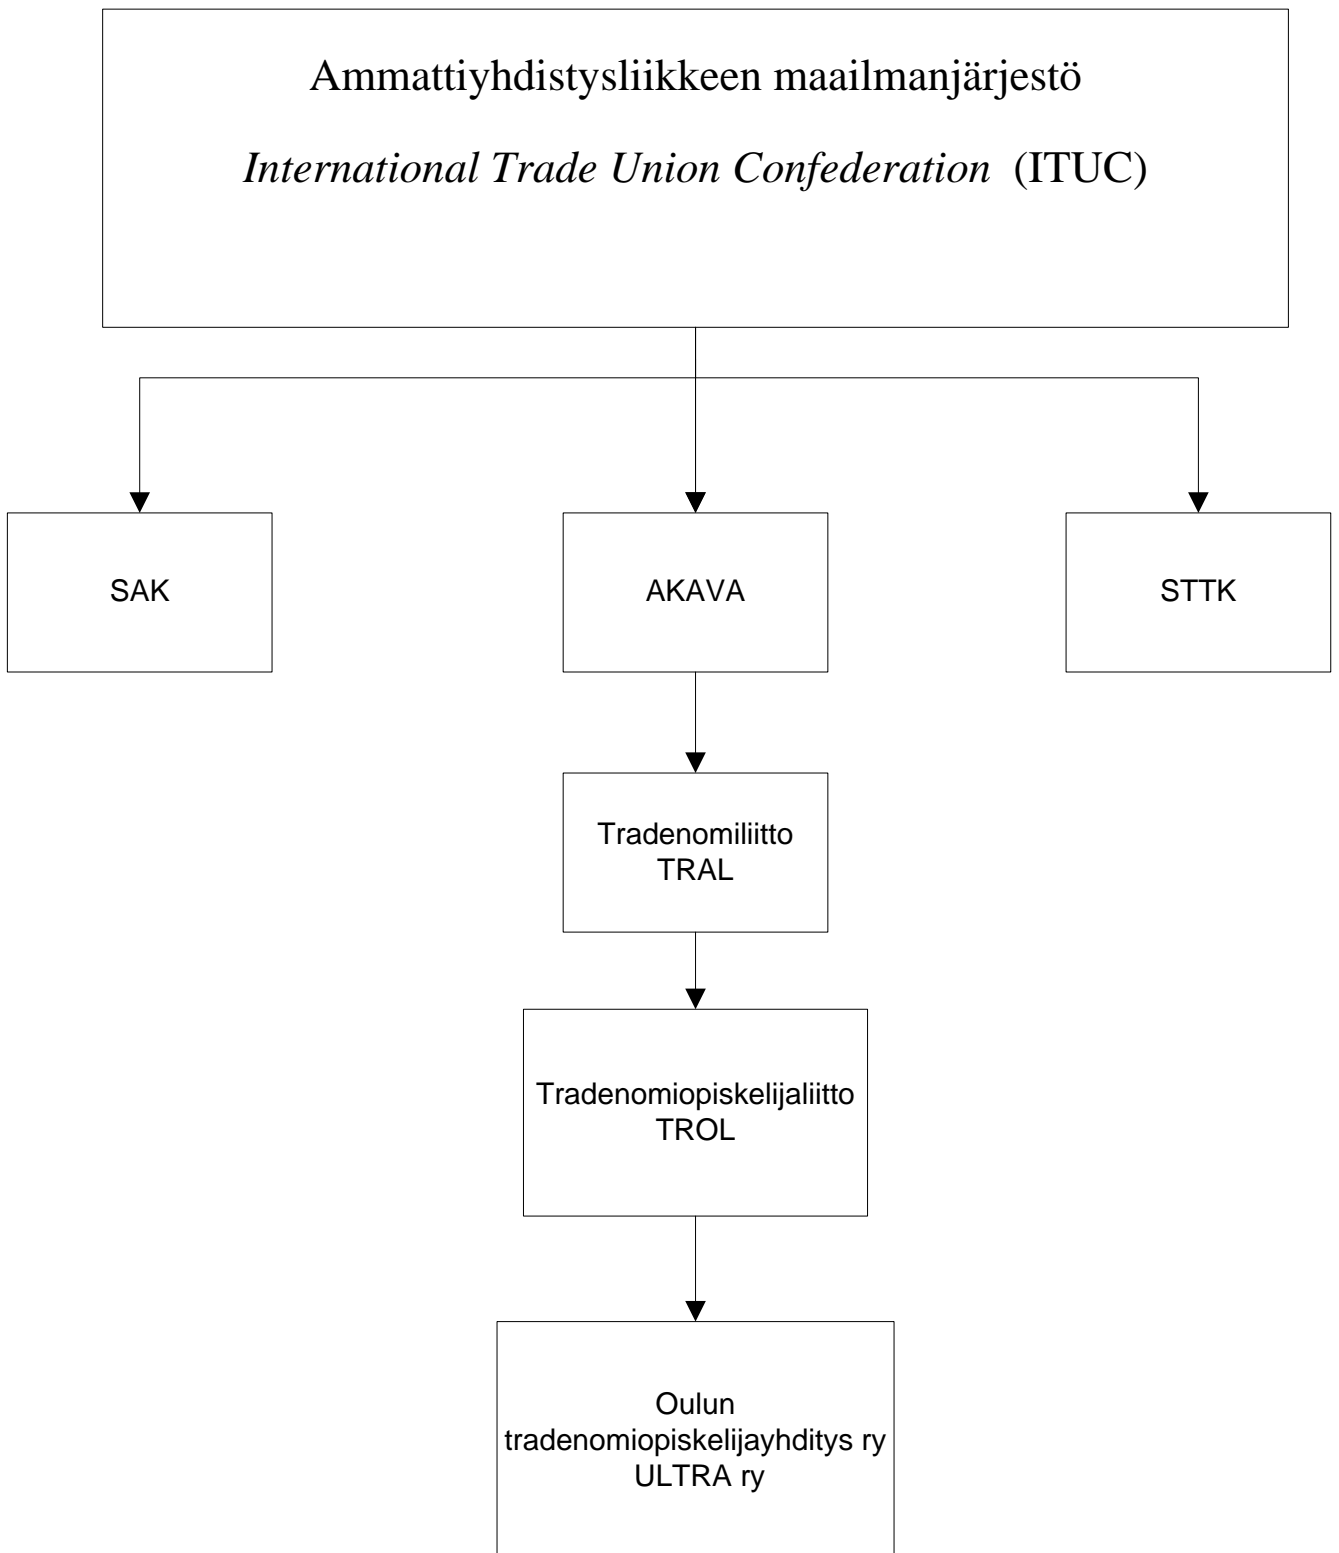 Ammattiyhdistysliikkeen maailmanjärjestö
International Trade Union Confederation (ITUC)
SAK
AKAVA
STTK
Tradenomiliitto
TRAL
Tradenomiopiskelijaliitto
TROL
Oulun
tradenomiopiskelijayhditys ry
ULTRA ry